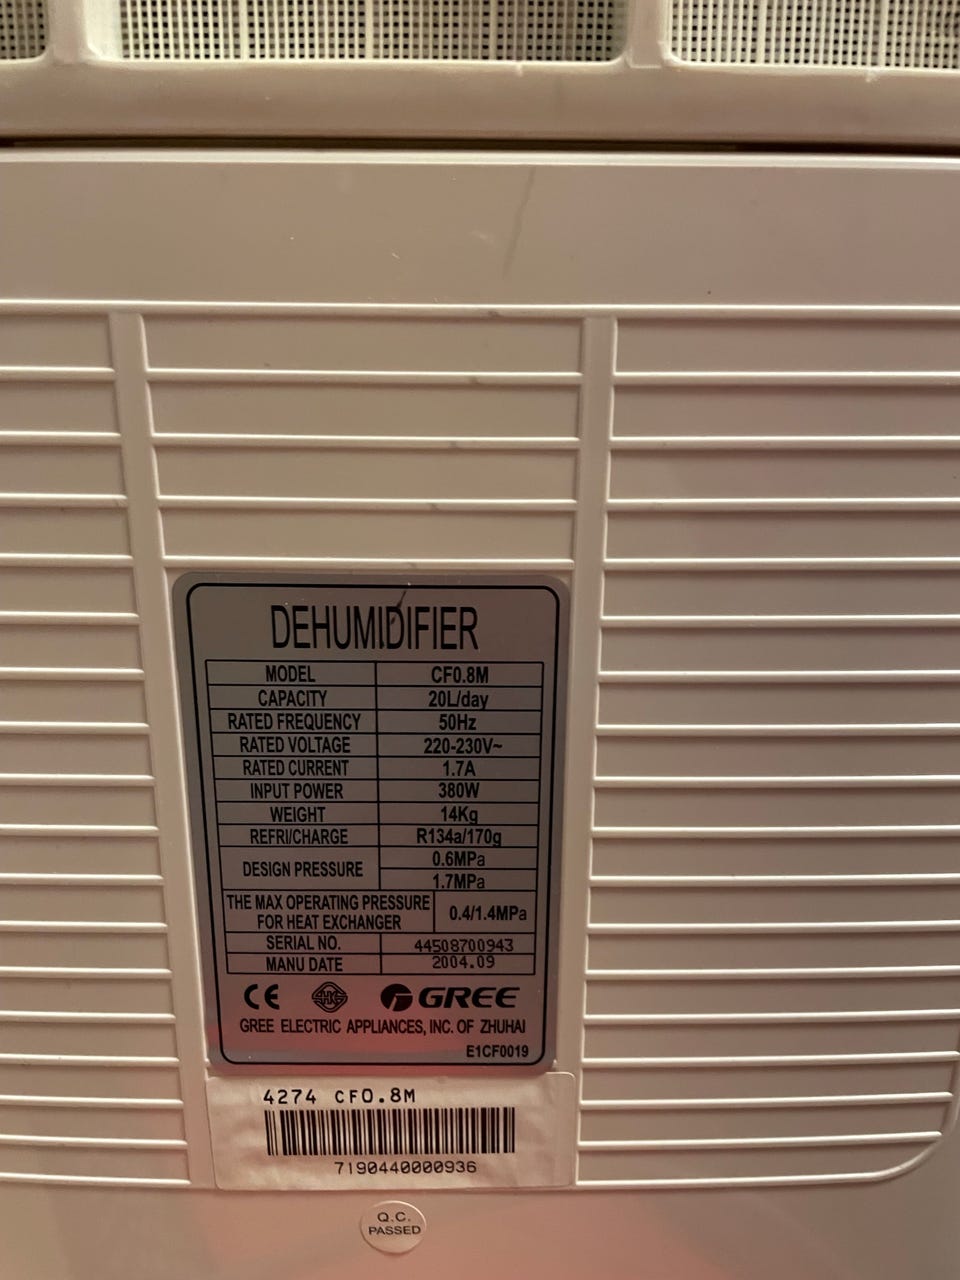 DEHUMIDIFIER
MODEL CF0.8M
CAPACITY 20L/day
RATED FREQUENCY 50Hz
RATED VOLTAGE 220-230V~
RATED CURRENT 1.7A
INPUT POWER 380W
WEIGHT 14Kg
REFRI/CHARGE R134a/170g
DESIGN PRESSURE 0.6MPa
1.7MPa
THE MAX OPERATING PRESSURE
FOR HEAT EXCHANGER 0.4/1.4MPa
SERIAL NO. 44508700943
MANU DATE 2004.09
CE GREE
GREE ELECTRIC APPLIANCES, INC. OF ZHUHAI
E1CF0019
4274 CF0.8M
7190440000936
Q.C.
PASSED